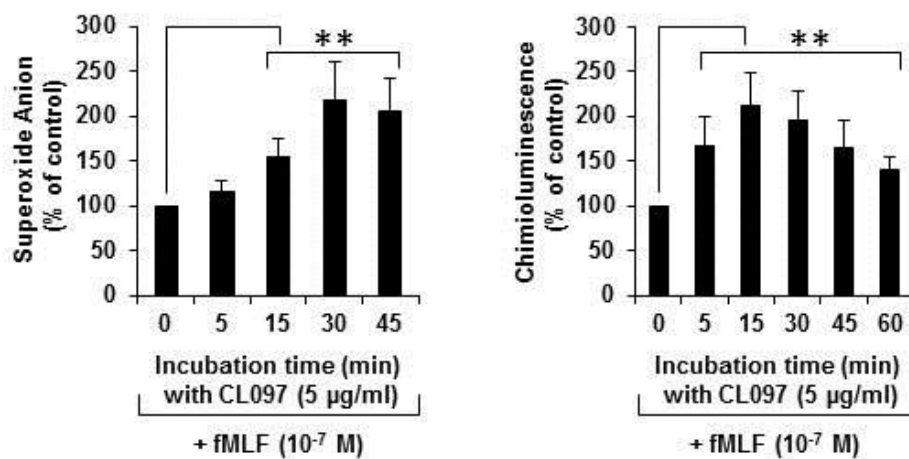 Superoxide Anion
(% of control)
300
250
200
150
100
50
0
**
0 5 15 30 45
Incubation time (min)
with CL097 (5 µg/ml)
+ fMLF (10⁻⁷ M)
Chimioluminescence
(% of control)
300
250
200
150
100
50
0
**
0 5 15 30 45 60
Incubation time (min)
with CL097 (5 µg/ml)
+ fMLF (10⁻⁷ M)